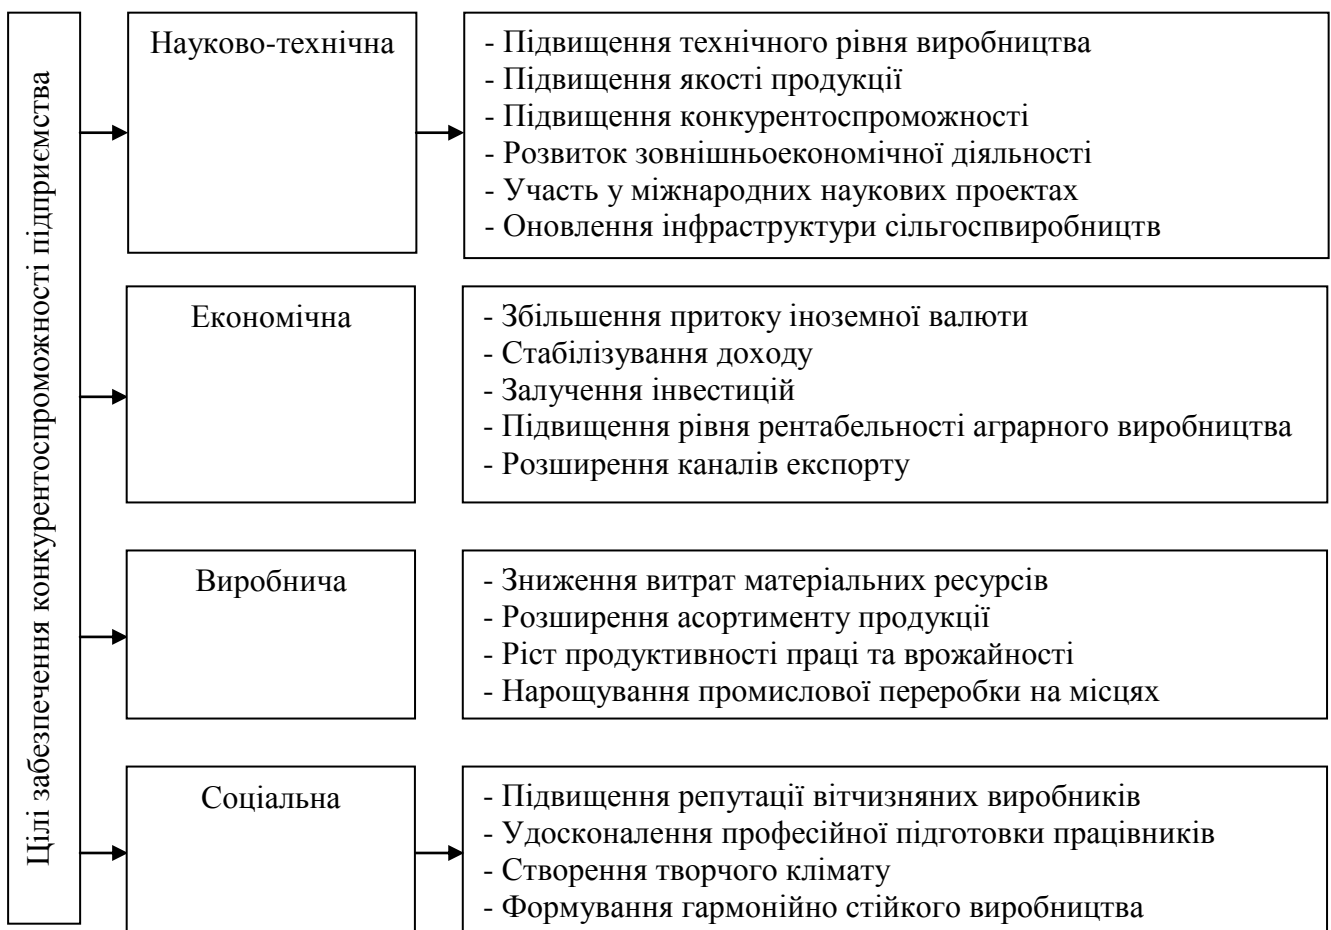 Цілі забезпечення конкурентоспроможності підприємства
Науково-технічна
- Підвищення технічного рівня виробництва
- Підвищення якості продукції
- Підвищення конкурентоспроможності
- Розвиток зовнішньоекономічної діяльності
- Участь у міжнародних наукових проектах
- Оновлення інфраструктури сільгоспвиробництв
Економічна
- Збільшення притоку іноземної валюти
- Стабілізування доходу
- Залучення інвестицій
- Підвищення рівня рентабельності аграрного виробництва
- Розширення каналів експорту
Виробнича
- Зниження витрат матеріальних ресурсів
- Розширення асортименту продукції
- Ріст продуктивності праці та врожайності
- Нарощування промислової переробки на місцях
Соціальна
- Підвищення репутації вітчизняних виробників
- Удосконалення професійної підготовки працівників
- Створення творчого клімату
- Формування гармонійно стійкого виробництва